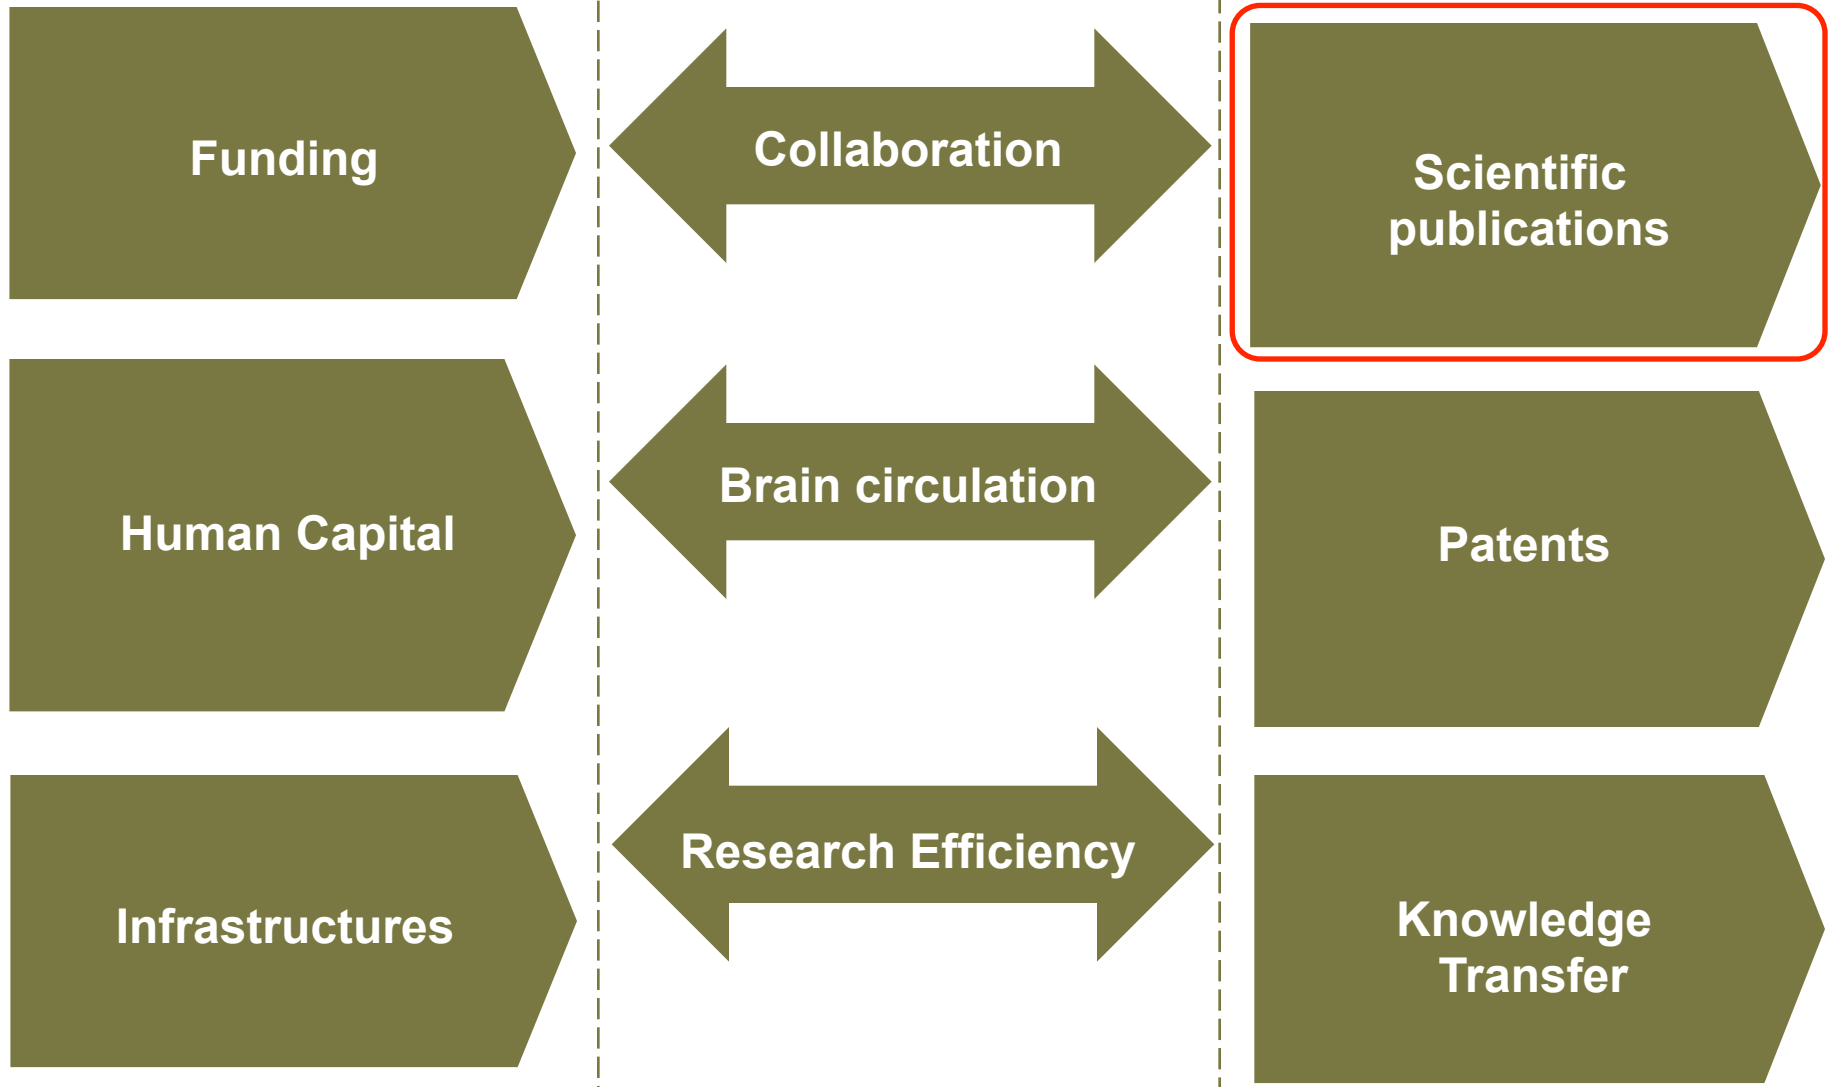 Funding
Collaboration
Scientific
publications
Human Capital
Brain circulation
Patents
Infrastructures
Research Efficiency
Knowledge
Transfer